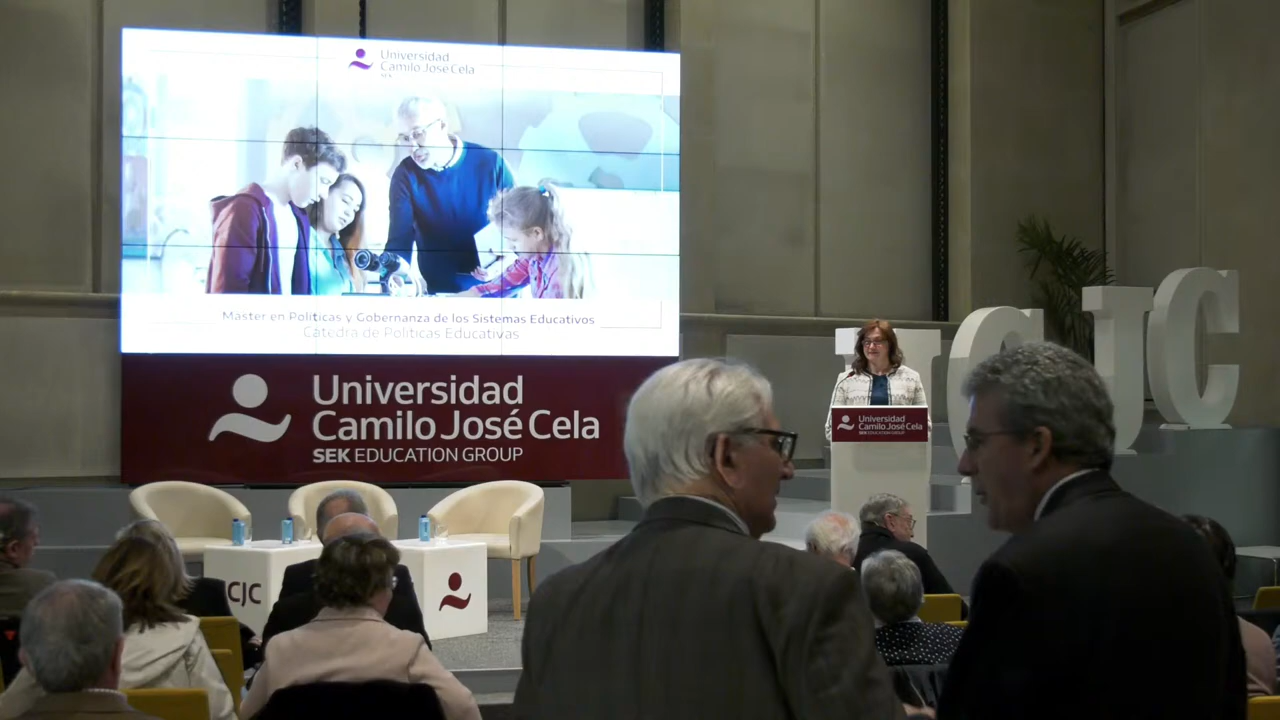 Universidad
Camilo José Cela
SEK
Master en Políticas y Gobernanza de los Sistemas Educativos
Cátedra de Políticas Educativas
Universidad
Camilo José Cela
SEK EDUCATION GROUP
UCJC
Universidad
Camilo José Cela
SEK EDUCATION GROUP
CJC